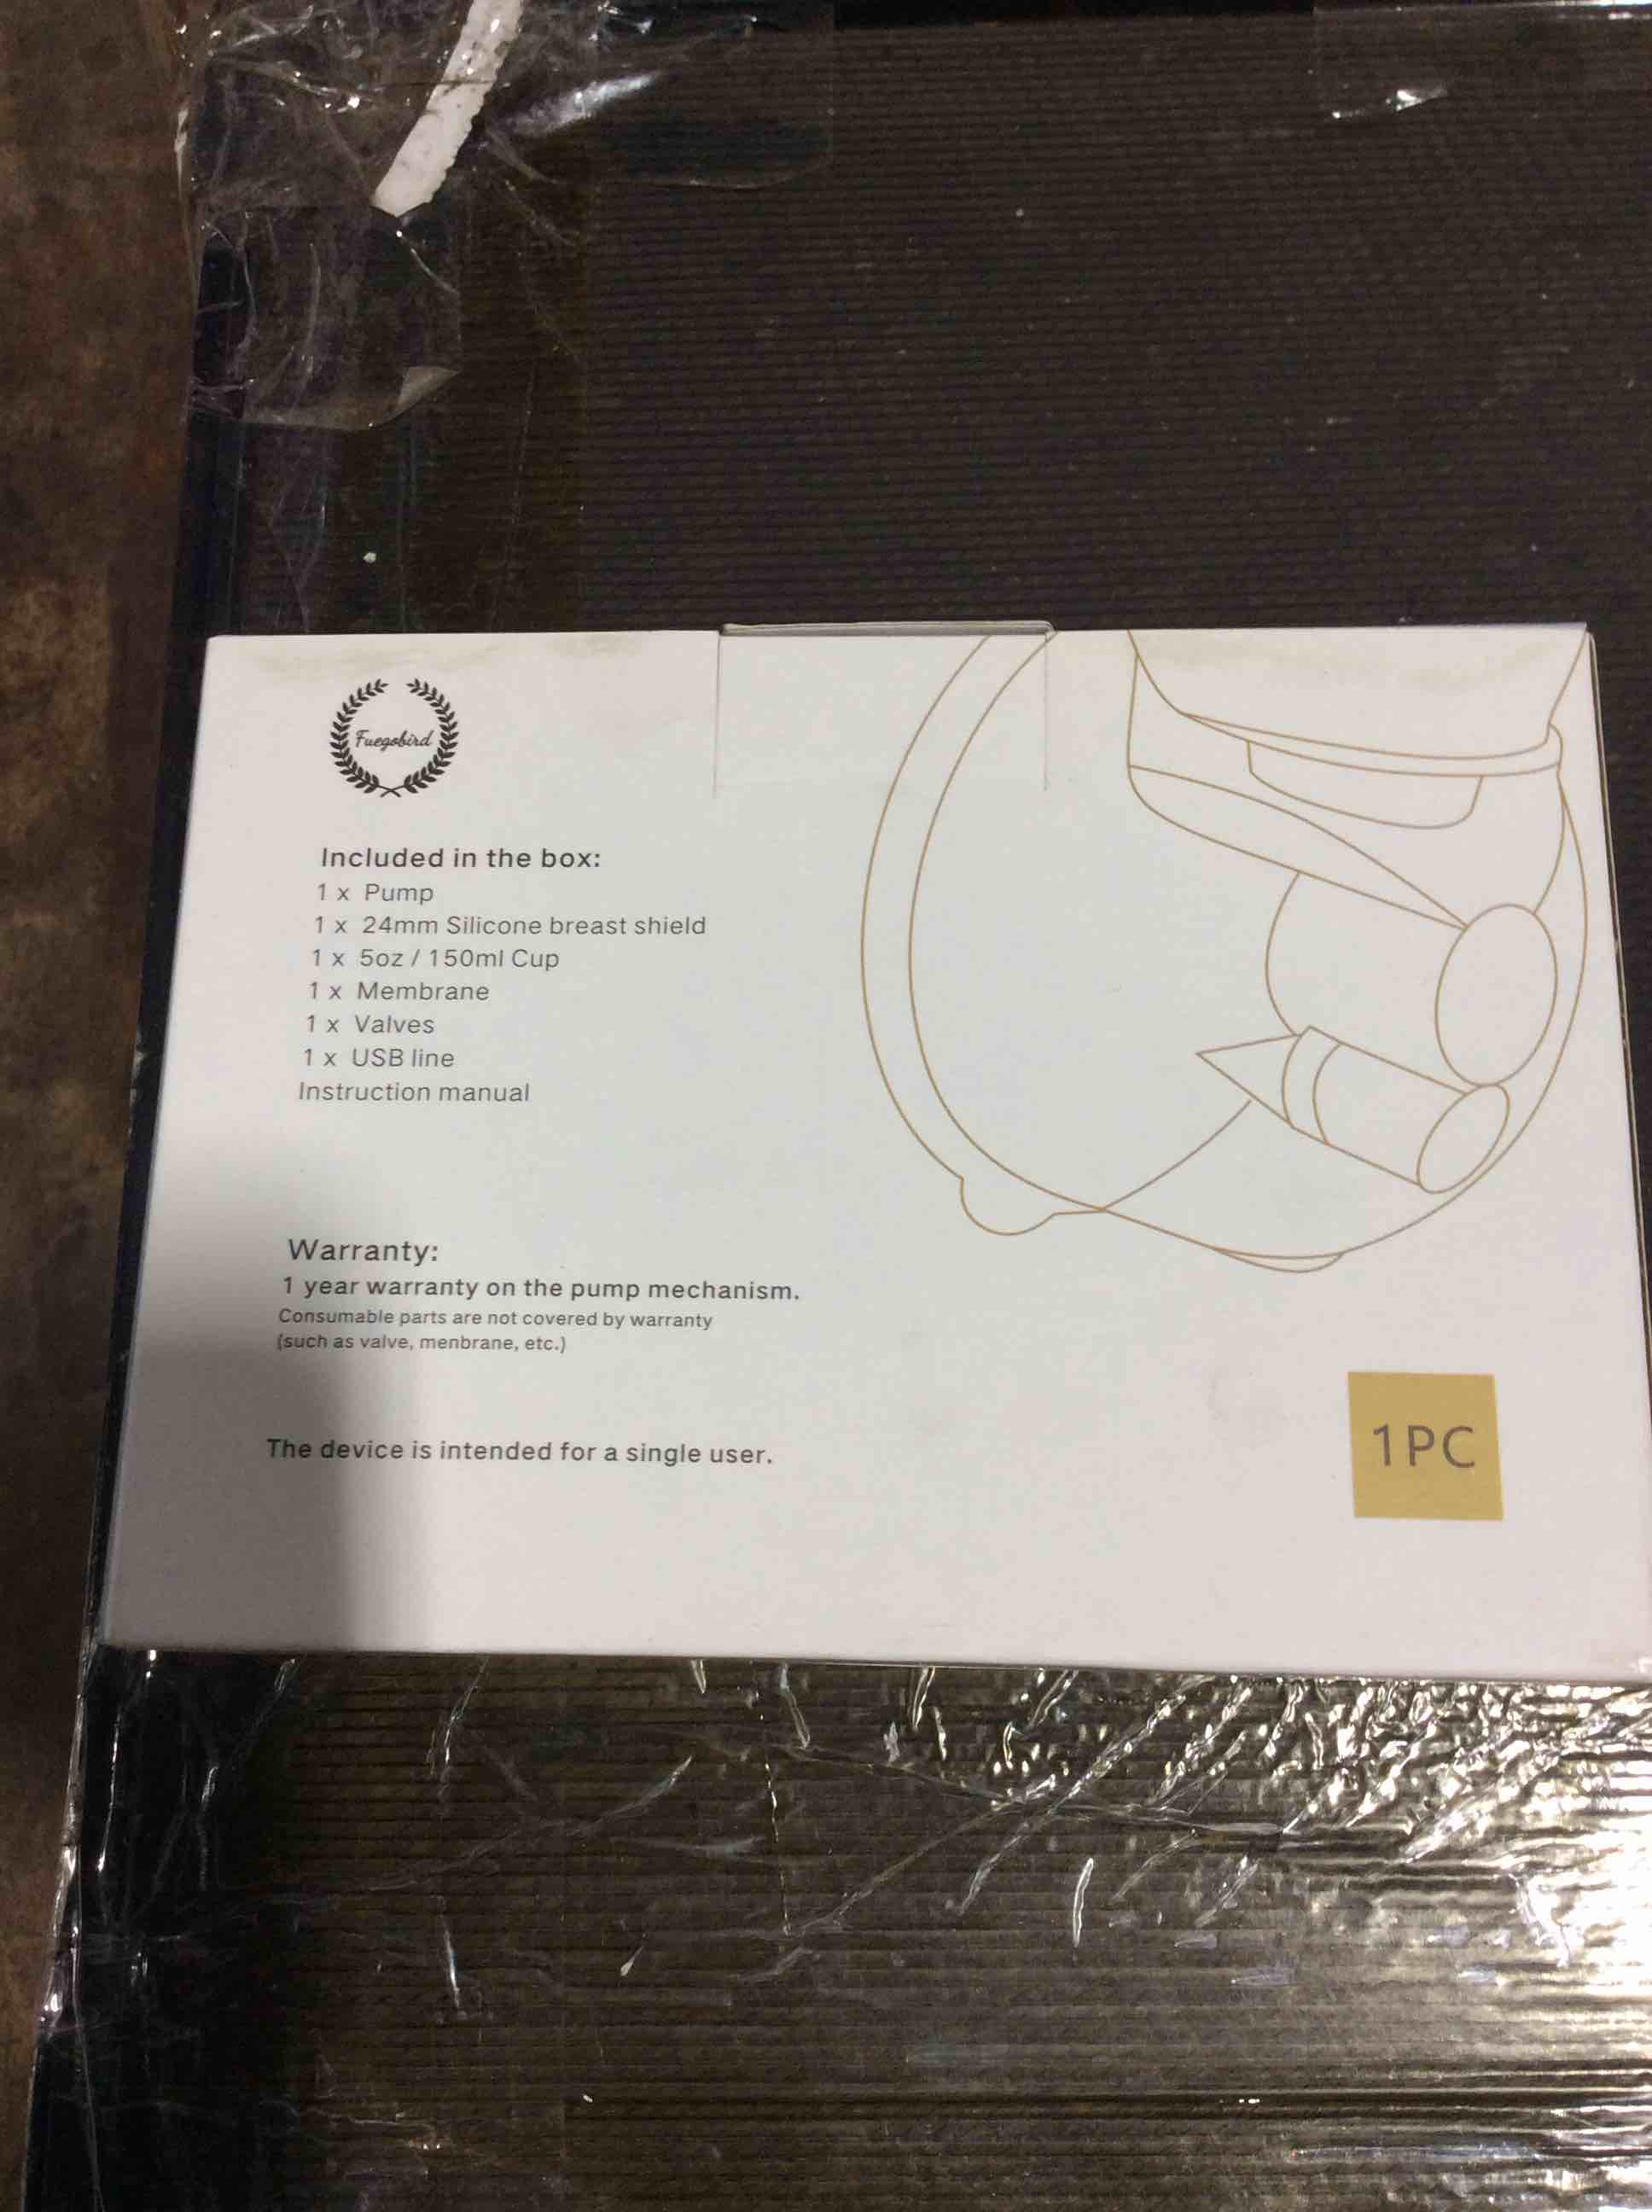 Fuegobird
Included in the box:
1 x Pump
1 x 24mm Silicone breast shield
1 x 5oz / 150ml Cup
1 x Membrane
1 x Valves
1 x USB line
Instruction manual
Warranty:
1 year warranty on the pump mechanism.
Consumable parts are not covered by warranty
(such as valve, menbrane, etc.)
The device is intended for a single user.
1PC